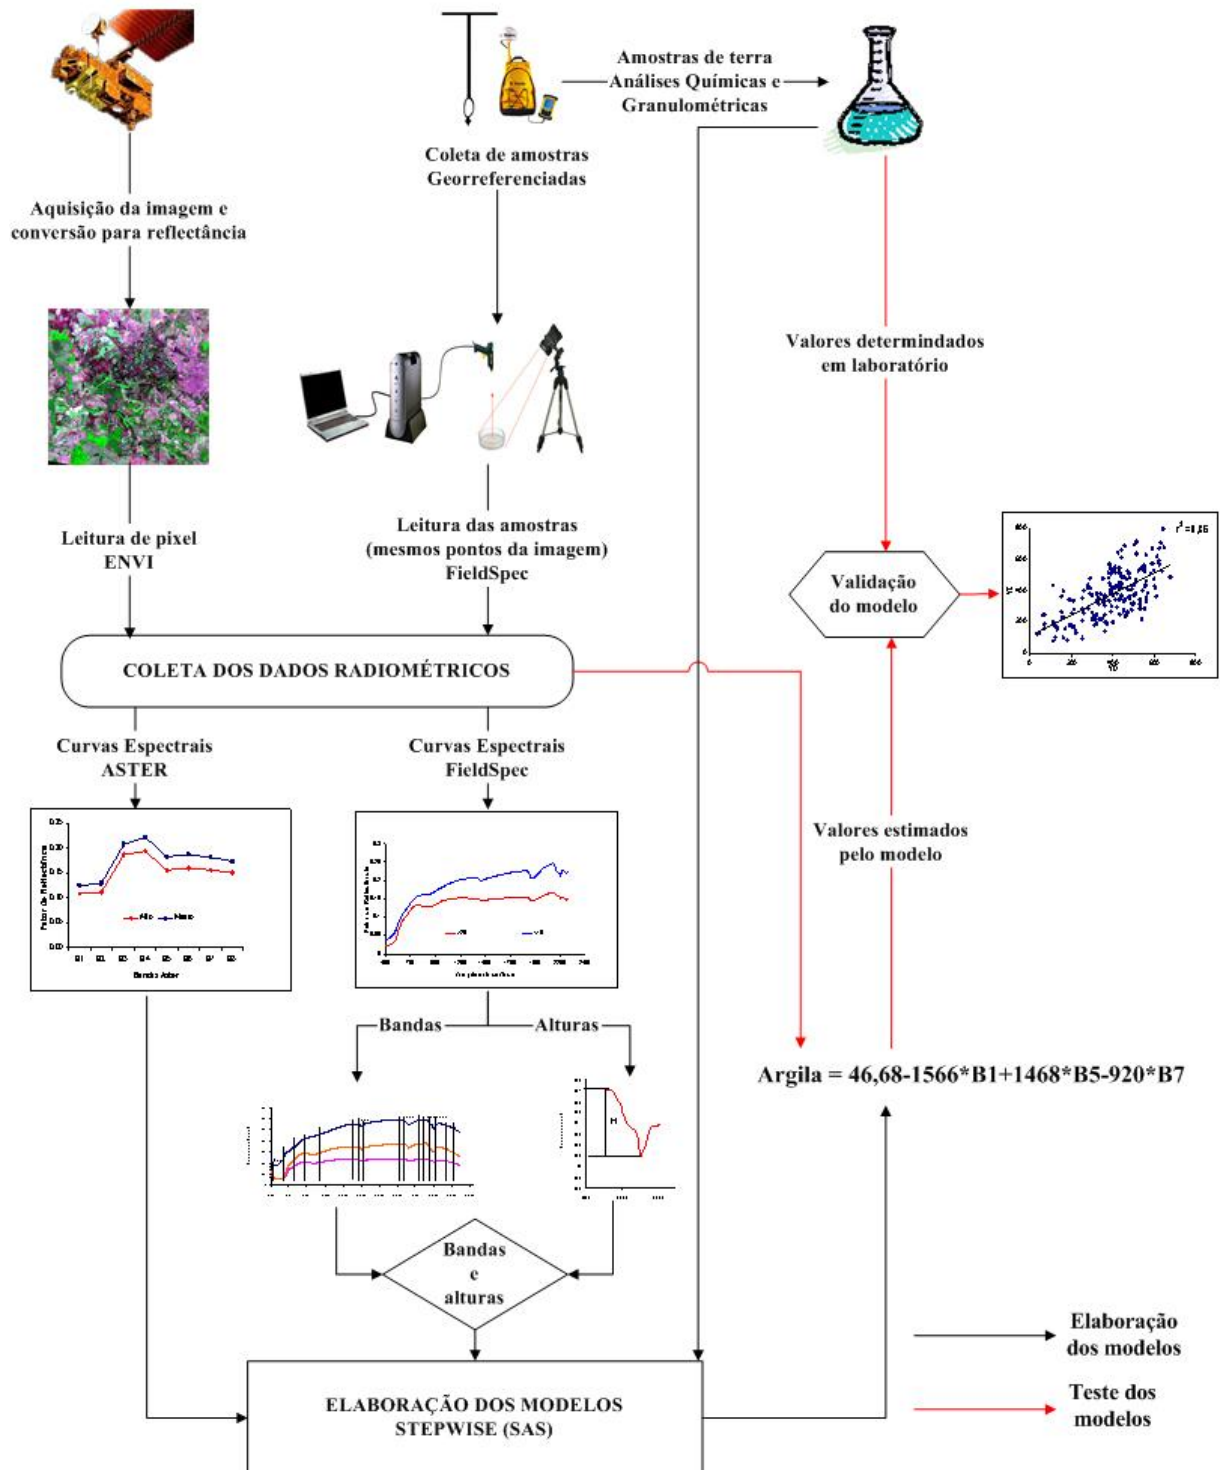 Amostras de terra
Análises Químicas e
Granulométricas
Coleta de amostras
Georreferenciadas
Aquisição da imagem e
conversão para reflectância
Valores determindados
em laboratório
Leitura de pixel
ENVI
Leitura das amostras
(mesmos pontos da imagem)
FieldSpec
Validação
do modelo
COLETA DOS DADOS RADIOMÉTRICOS
Curvas Espectrais
ASTER
Curvas Espectrais
FieldSpec
Valores estimados
pelo modelo
Bandas
Alturas
Argila = 46,68-1566*B1+1468*B5-920*B7
H
Bandas
e
alturas
Elaboração
dos modelos
Teste dos
modelos
ELABORAÇÃO DOS MODELOS
STEPWISE (SAS)